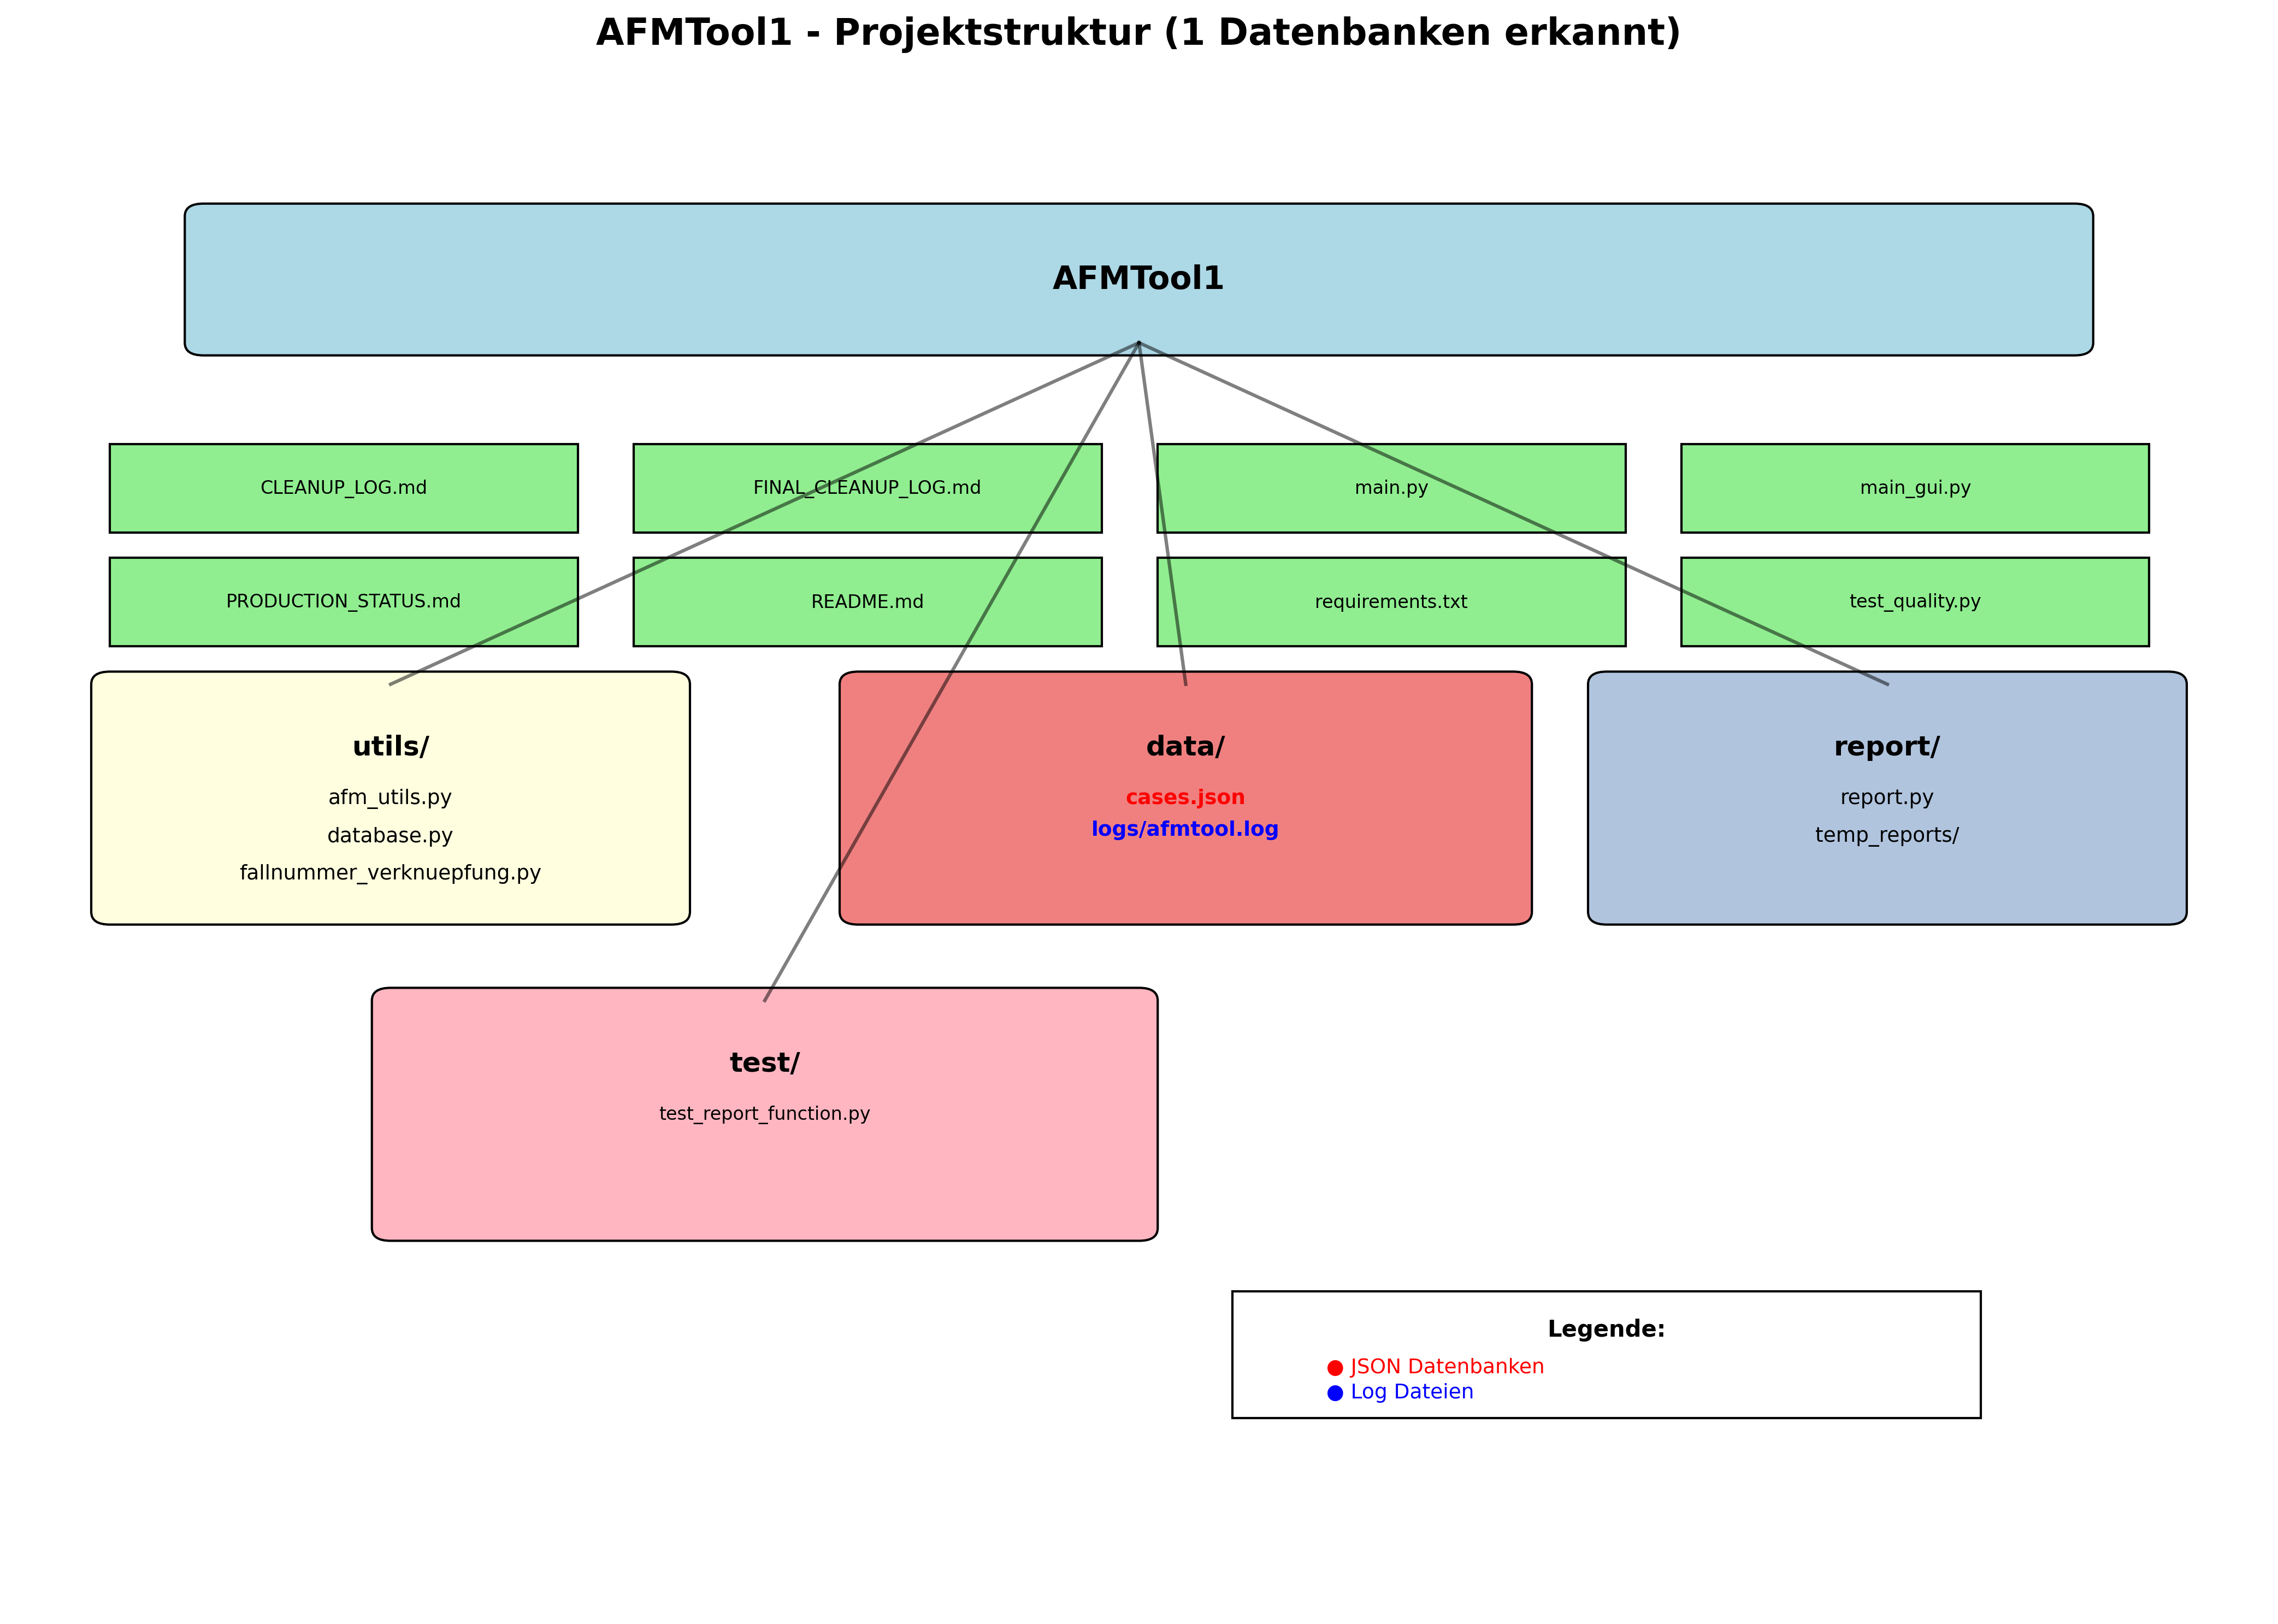 AFMTool1 - Projektstruktur (1 Datenbanken erkannt)
AFMTool1
CLEANUP_LOG.md
FINAL_CLEANUP_LOG.md
main.py
main_gui.py
PRODUCTION_STATUS.md
README.md
requirements.txt
test_quality.py
utils/
afm_utils.py
database.py
fallnummer_verknuepfung.py
data/
cases.json
logs/afmtool.log
report/
report.py
temp_reports/
test/
test_report_function.py
Legende:
● JSON Datenbanken
● Log Dateien